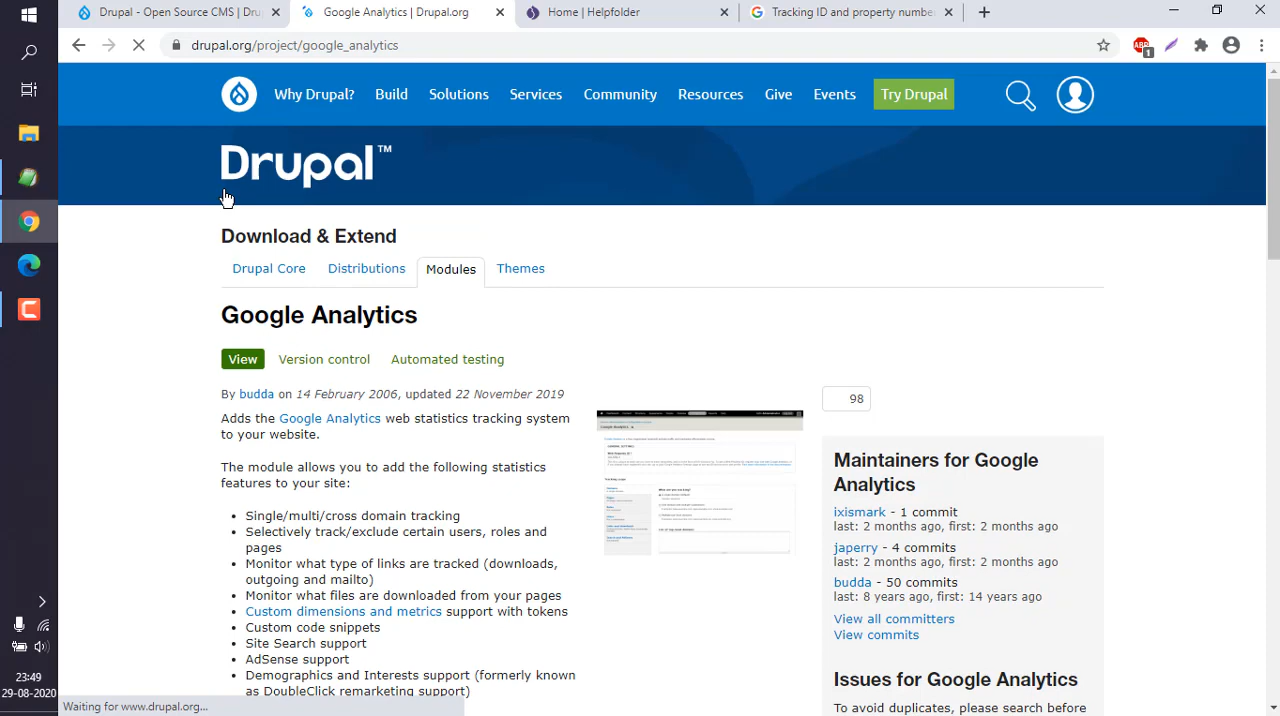 Drupal - Open Source CMS | Dru
Google Analytics | Drupal.org
Home | Helpfolder
Tracking ID and property numbe
drupal.org/project/google_analytics
ABP
1
Why Drupal?
Build
Solutions
Services
Community
Resources
Give
Events
Try Drupal
Drupal™
Download & Extend
Drupal Core
Distributions
Modules
Themes
Google Analytics
View
Version control
Automated testing
By budda on 14 February 2006, updated 22 November 2019
Adds the Google Analytics web statistics tracking system
to your website.
The module allows you to add the following statistics
features to your site:
Single/multi/cross domain tracking
Selectively track/exclude certain users, roles and
pages
Monitor what type of links are tracked (downloads,
outgoing and mailto)
Monitor what files are downloaded from your pages
Custom dimensions and metrics support with tokens
Custom code snippets
Site Search support
AdSense support
Demographics and Interests support (formerly known
as DoubleClick remarketing support)
98
Maintainers for Google
Analytics
ixismark - 1 commit
last: 2 months ago, first: 2 months ago
japerry - 4 commits
last: 2 months ago, first: 2 months ago
budda - 50 commits
last: 8 years ago, first: 14 years ago
View all committers
View commits
Issues for Google Analytics
To avoid duplicates, please search before
23:49
29-08-2020
Waiting for www.drupal.org...